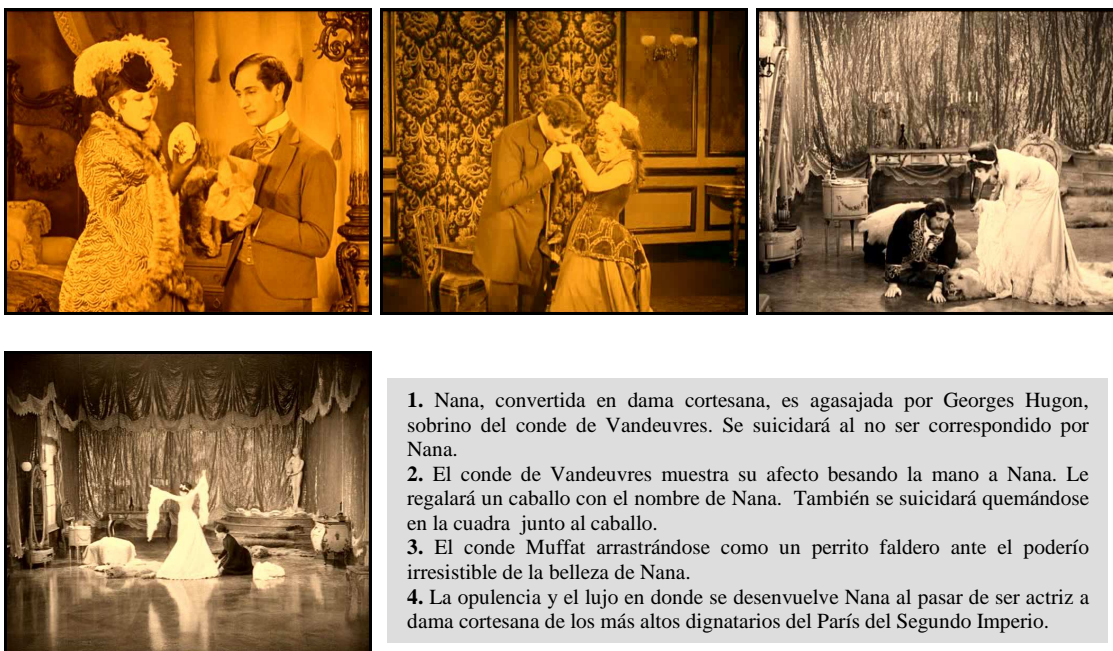 1. Nana, convertida en dama cortesana, es agasajada por Georges Hugon,
sobrino del conde de Vandeuvres. Se suicidará al no ser correspondido por
Nana.
2. El conde de Vandeuvres muestra su afecto besando la mano a Nana. Le
regalará un caballo con el nombre de Nana. También se suicidará quemándose
en la cuadra junto al caballo.
3. El conde Muffat arrastrándose como un perrito faldero ante el poderío
irresistible de la belleza de Nana.
4. La opulencia y el lujo en donde se desenvuelve Nana al pasar de ser actriz a
dama cortesana de los más altos dignatarios del París del Segundo Imperio.